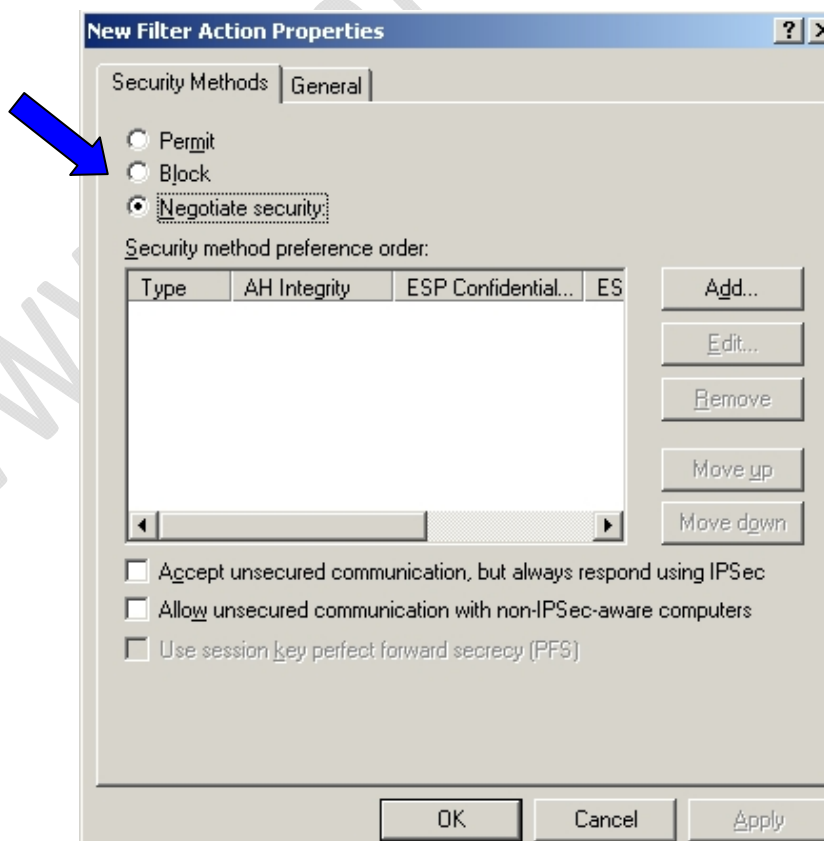 New Filter Action Properties
Security Methods General
Permit
Block
Negotiate security:
Security method preference order:
Type AH Integrity ESP Confidential... ES
Add...
Edit...
Remove
Move up
Move down
Accept unsecured communication, but always respond using IPSec
Allow unsecured communication with non-IPSec-aware computers
Use session key perfect forward secrecy (PFS)
OK Cancel Apply